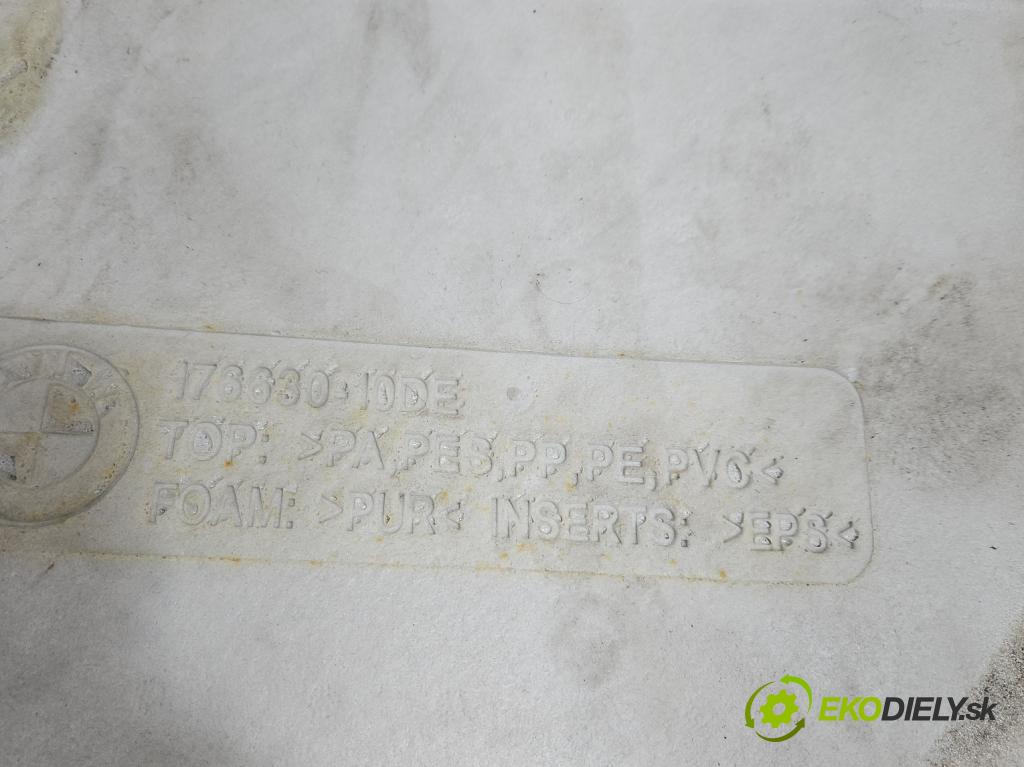 176630-10DE
TOP: >PA,PES,PP,PE,PVC<
FOAM: >PUR< INSERTS: >EPS<
EKODIELY.sk